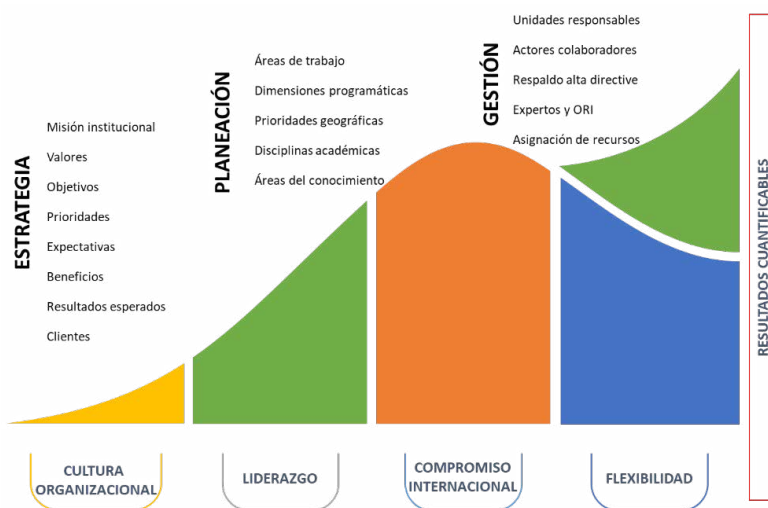 ESTRATEGIA
Misión institucional
Valores
Objetivos
Prioridades
Expectativas
Beneficios
Resultados esperados
Clientes
PLANEACIÓN
Áreas de trabajo
Dimensiones programáticas
Prioridades geográficas
Disciplinas académicas
Áreas del conocimiento
GESTIÓN
Unidades responsables
Actores colaboradores
Respaldo alta directive
Expertos y ORI
Asignación de recursos
RESULTADOS CUANTIFICABLES
CULTURA
ORGANIZACIONAL
LIDERAZGO
COMPROMISO
INTERNACIONAL
FLEXIBILIDAD